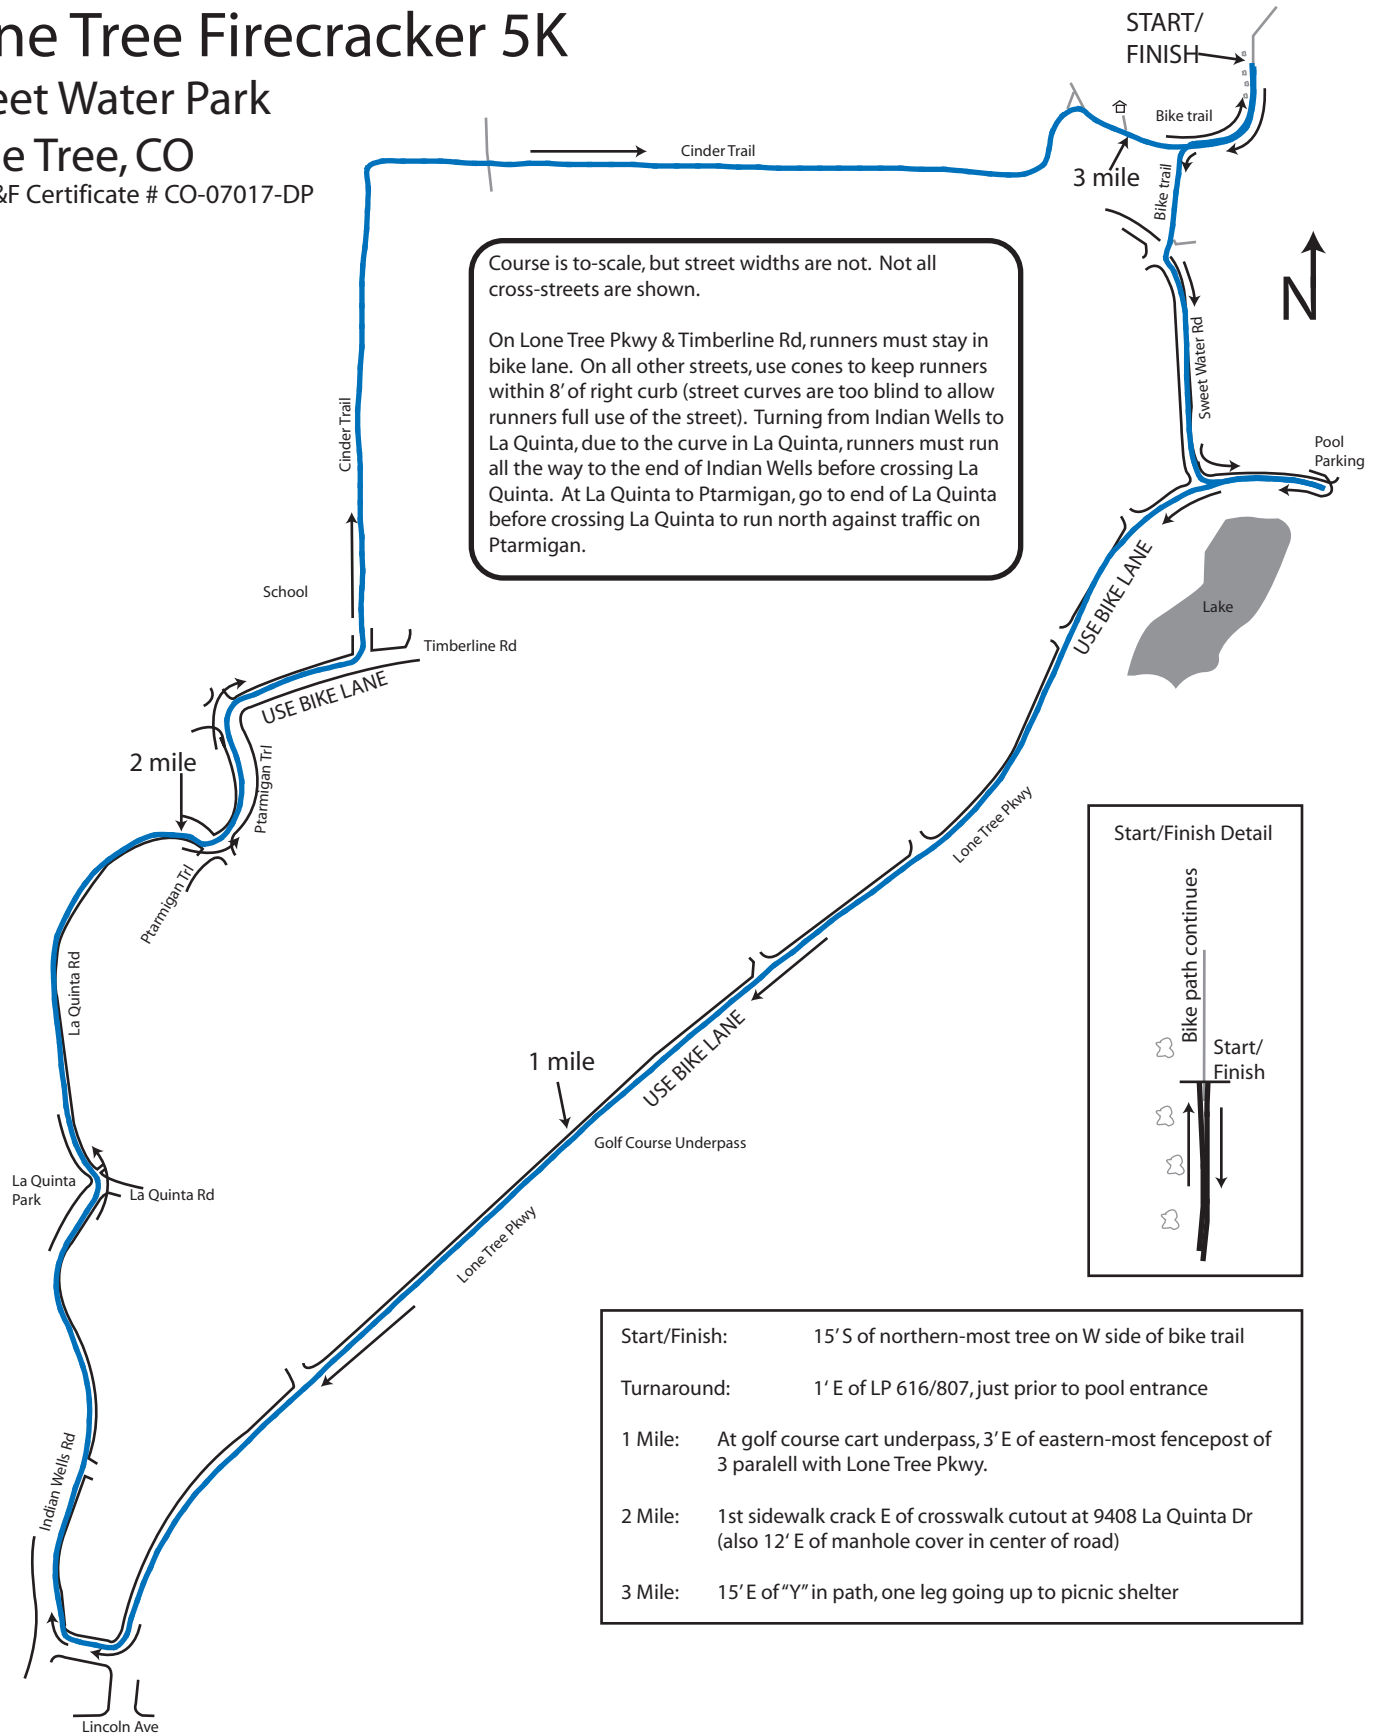 ne Tree Firecracker 5K
eet Water Park
e Tree, CO
&F Certificate # CO-07017-DP
START/
FINISH
Bike trail
Cinder Trail
3 mile
Bike trail
N
Course is to-scale, but street widths are not.  Not all
cross-streets are shown.
On Lone Tree Pkwy & Timberline Rd, runners must stay in
bike lane.  On all other streets, use cones to keep runners
within 8' of right curb (street curves are too blind to allow
runners full use of the street).  Turning from Indian Wells to
La Quinta, due to the curve in La Quinta, runners must run
all the way to the end of Indian Wells before crossing La
Quinta.  At La Quinta to Ptarmigan, go to end of La Quinta
before crossing La Quinta to run north against traffic on
Ptarmigan.
Sweet Water Rd
Cinder Trail
Pool
Parking
USE BIKE LANE
School
Lake
Timberline Rd
USE BIKE LANE
2 mile
Ptarmigan Trl
Lone Tree Pkwy
Ptarmigan Trl
Start/Finish Detail
Bike path continues
Start/
Finish
La Quinta Rd
1 mile
USE BIKE LANE
Golf Course Underpass
La Quinta
Park
La Quinta Rd
Lone Tree Pkwy
Start/Finish: 15' S of northern-most tree on W side of bike trail
Turnaround: 1' E of LP 616/807, just prior to pool entrance
1 Mile: At golf course cart underpass, 3' E of eastern-most fencepost of
3 paralell with Lone Tree Pkwy.
2 Mile: 1st sidewalk crack E of crosswalk cutout at 9408 La Quinta Dr
(also 12' E of manhole cover in center of road)
3 Mile: 15' E of "Y" in path, one leg going up to picnic shelter
Indian Wells Rd
Lincoln Ave